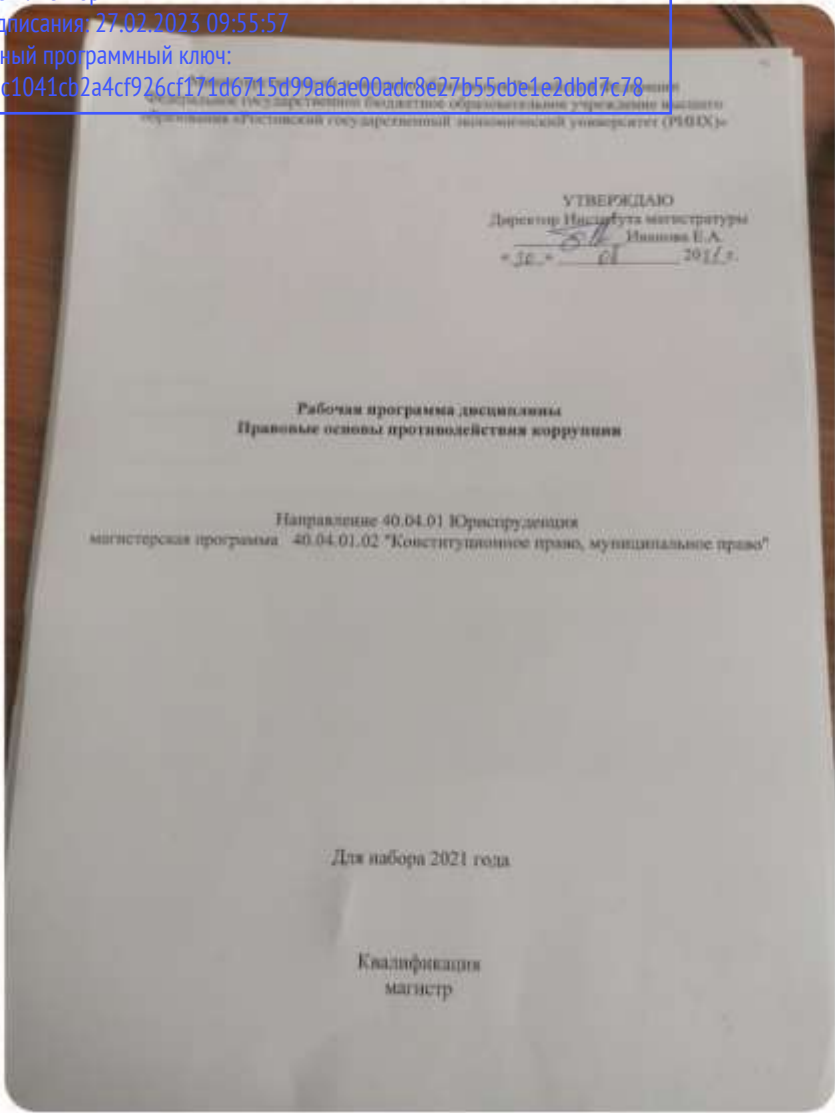 дписания: 27.02.2023 09:55:57
ный программный ключ:
c1041cb2a4cf926cf171d6715d99a6ae00adc8e27b55cbe1e2dbd7c78
Федеральное государственное бюджетное образовательное учреждение высшего
образования «Ростовский государственный экономический университет (РИНХ)»
УТВЕРЖДАЮ
Директор Института магистратуры
Иванова Е.А.
« 30 » 08 2021 г.
Рабочая программа дисциплины
Правовые основы противодействия коррупции
Направление 40.04.01 Юриспруденция
магистерская программа 40.04.01.02 "Конституционное право, муниципальное право"
Для набора 2021 года
Квалификация
магистр